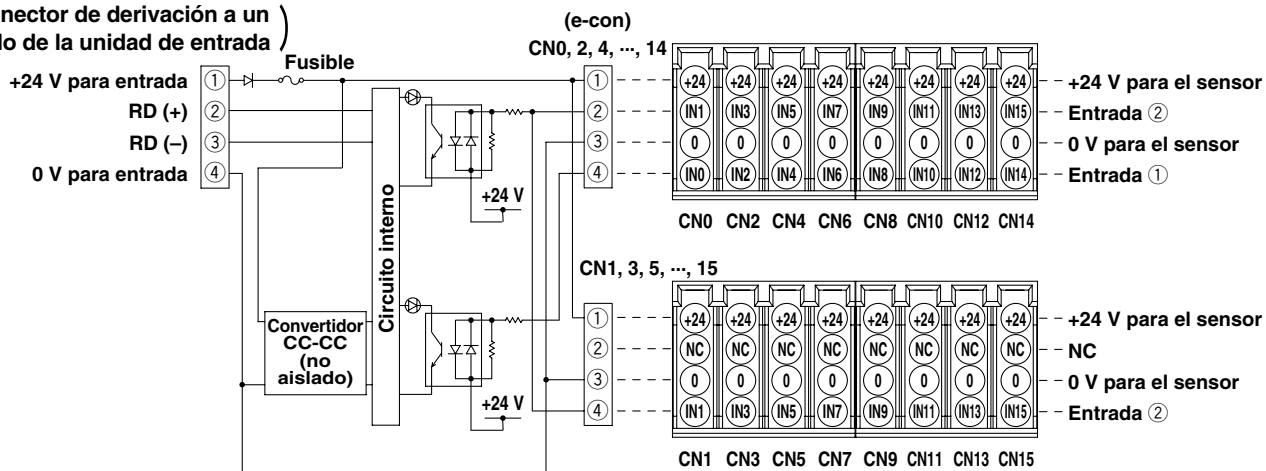 nector de derivación a un
lo de la unidad de entrada )
(e-con)
CN0, 2, 4, ···, 14
Fusible
+24 V para entrada ①
RD (+) ②
RD (–) ③
0 V para entrada ④
① +24 +24 +24 +24 +24 +24 +24 +24 +24 V para el sensor
② IN1 IN3 IN5 IN7 IN9 IN11 IN13 IN15 Entrada ②
③ 0 0 0 0 0 0 0 0 0 V para el sensor
④ IN0 IN2 IN4 IN6 IN8 IN10 IN12 IN14 Entrada ①
+24 V
CN0 CN2 CN4 CN6 CN8 CN10 CN12 CN14
Circuito interno
CN1, 3, 5, ···, 15
① +24 +24 +24 +24 +24 +24 +24 +24 +24 V para el sensor
② NC NC NC NC NC NC NC NC NC
③ 0 0 0 0 0 0 0 0 0 V para el sensor
④ IN1 IN3 IN5 IN7 IN9 IN11 IN13 IN15 Entrada ②
Convertidor
CC-CC
(no
aislado)
+24 V
CN1 CN3 CN5 CN7 CN9 CN11 CN13 CN15